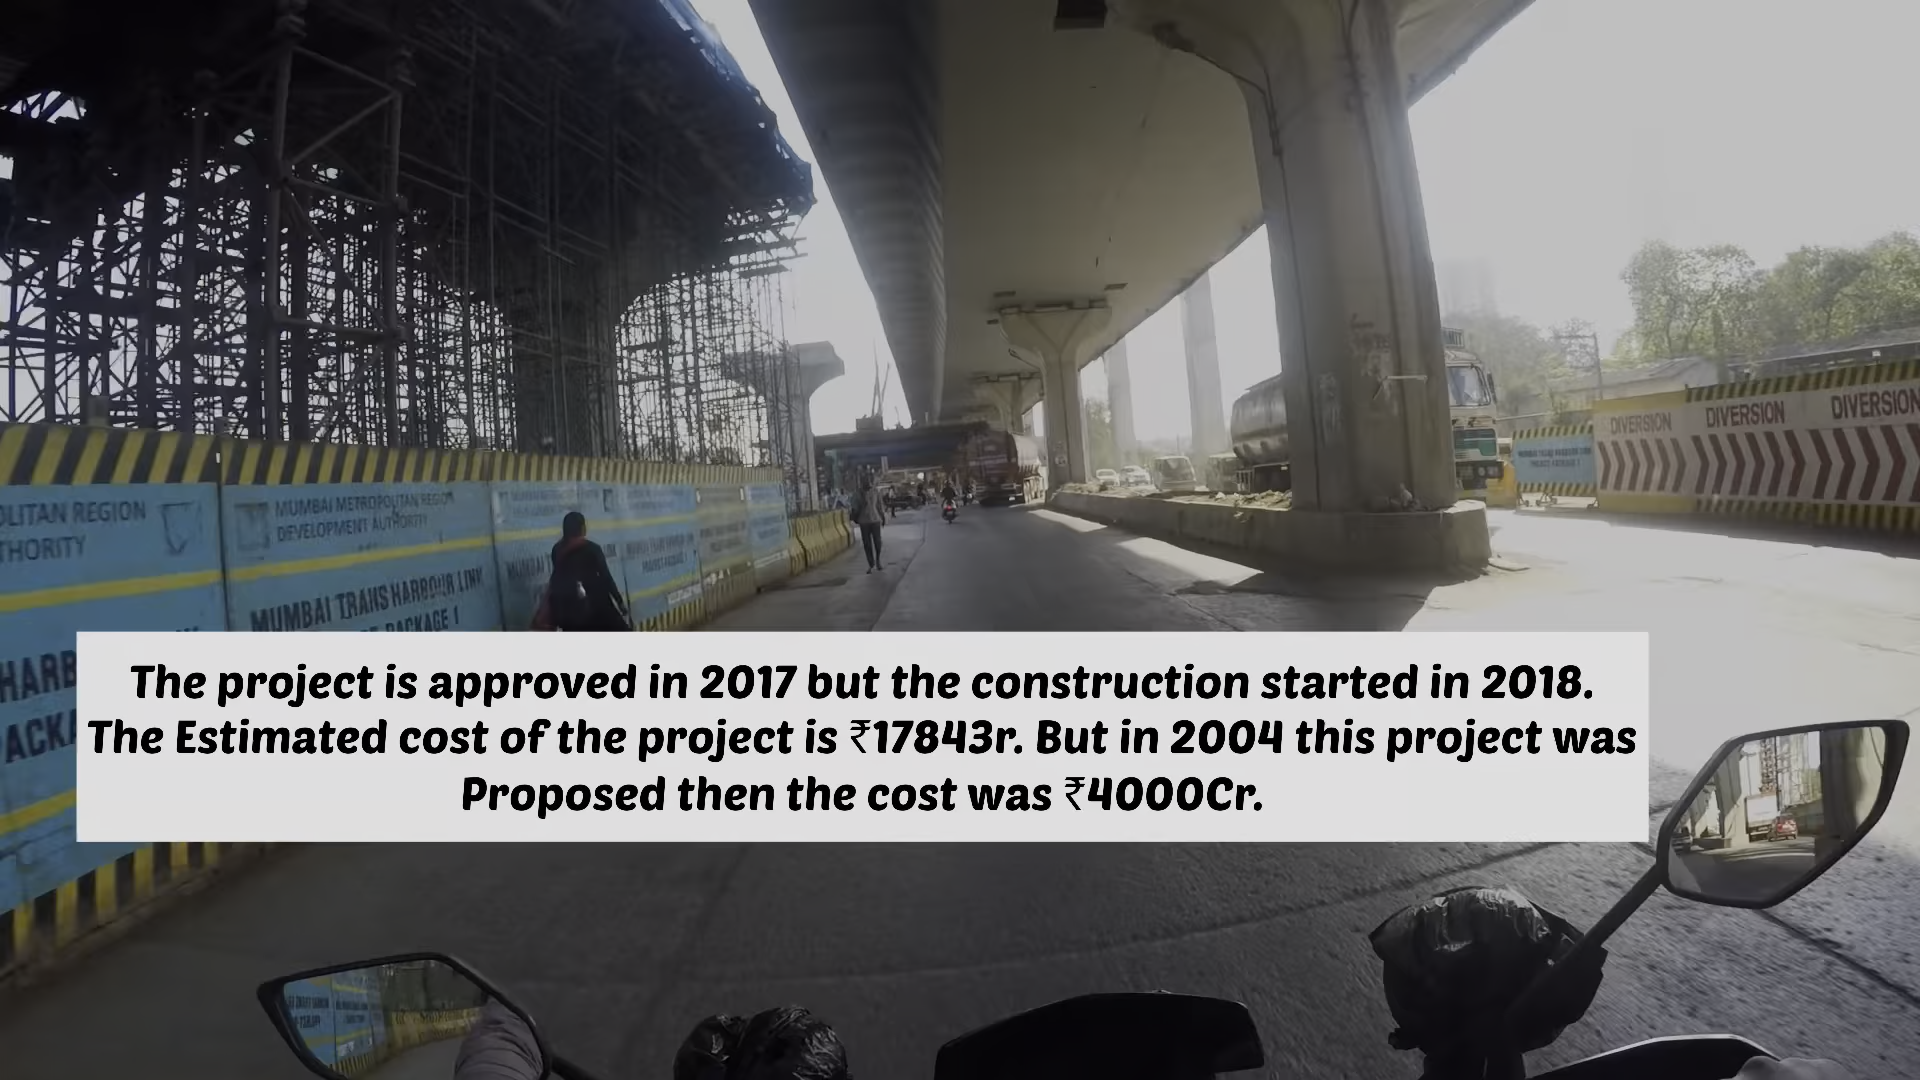 DIVERSION DIVERSION DIVERSION
OLITAN REGION
THORITY
MUMBAI METROPOLITAN REGION
DEVELOPMENT AUTHORITY
MUMBAI TRANS HARBOUR LINK
PACKAGE 1
HARB
PACKA
The project is approved in 2017 but the construction started in 2018.
The Estimated cost of the project is ₹17843r. But in 2004 this project was
Proposed then the cost was ₹4000Cr.